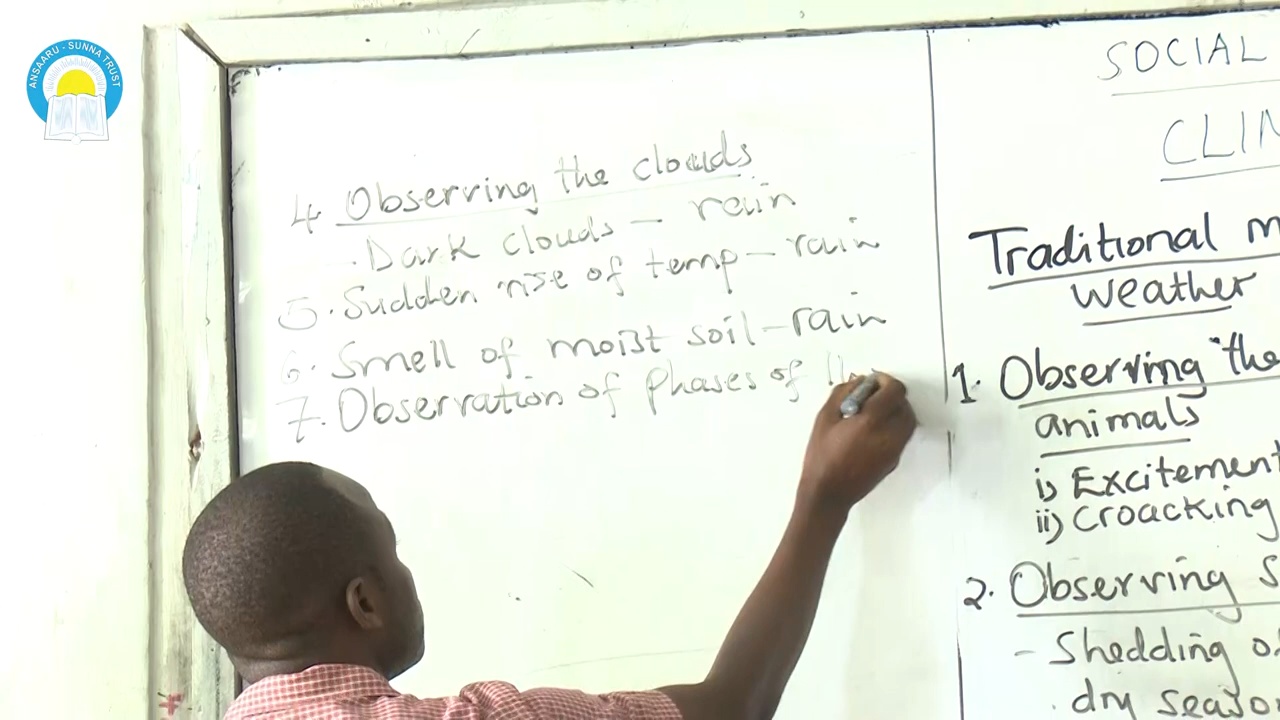 ANSAARU - SUNNA TRUST
4. Observing the clouds
- Dark clouds - rain
5. Sudden rise of temp - rain
6. Smell of moist soil - rain
7. Observation of phases of
SOCIAL
CLIM
Traditional m
weather
1. Observing the
animals
i) Excitement
ii) Croacking
2. Observing s
- Shedding of
dry season